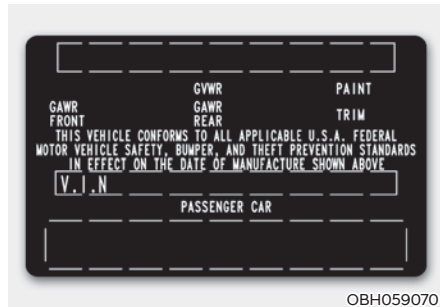 GVWR PAINT
GAWR FRONT GAWR REAR TRIM
THIS VEHICLE CONFORMS TO ALL APPLICABLE U.S.A. FEDERAL
MOTOR VEHICLE SAFETY, BUMPER, AND THEFT PREVENTION STANDARDS
IN EFFECT ON THE DATE OF MANUFACTURE SHOWN ABOVE
V.I.N
PASSENGER CAR
OBH059070